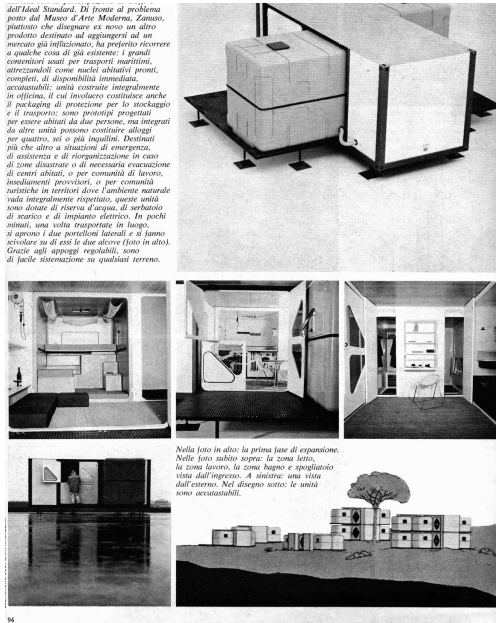 dell'Ideal Standard. Di fronte al problema
posto dal Museo d'Arte Moderna, Zanuso,
piuttosto che disegnare ex novo un altro
prodotto destinato ad aggiungersi ad un
mercato già inflazionato, ha preferito ricorrere
a qualche cosa di già esistente: i grandi
contenitori usati per trasporti marittimi,
attrezzandoli come nuclei abitativi pronti,
completi, di disponibilità immediata,
accatastabili; unità costruite integralmente
in officina, il cui involucro costituisce anche
il packaging di protezione per lo stockaggio
e il trasporto; sono prototipi progettati
per essere abitati da due persone, ma integrati
da altre unità possono costituire alloggi
per quattro, sei o più inquilini. Destinati
più che altro a situazioni di emergenza,
di assistenza e di riorganizzazione in caso
di zone disastrate o di necessaria evacuazione
di centri abitati, o per comunità di lavoro,
insediamenti provvisori, o per comunità
turistiche in territori dove l'ambiente naturale
vada integralmente rispettato, queste unità
sono dotate di riserva d'acqua, di serbatoio
di scarico e di impianto elettrico. In pochi
minuti, una volta trasportate in luogo,
si aprono i due portelloni laterali e si fanno
scivolare su di essi le due alcove (foto in alto).
Grazie agli appoggi regolabili, sono
di facile sistemazione su qualsiasi terreno.
Nella foto in alto: la prima fase di espansione.
Nelle foto subito sopra: la zona letto,
la zona lavoro, la zona bagno e spogliatoio
vista dall'ingresso. A sinistra: una vista
dall'esterno. Nel disegno sotto: le unità
sono accatastabili.
94